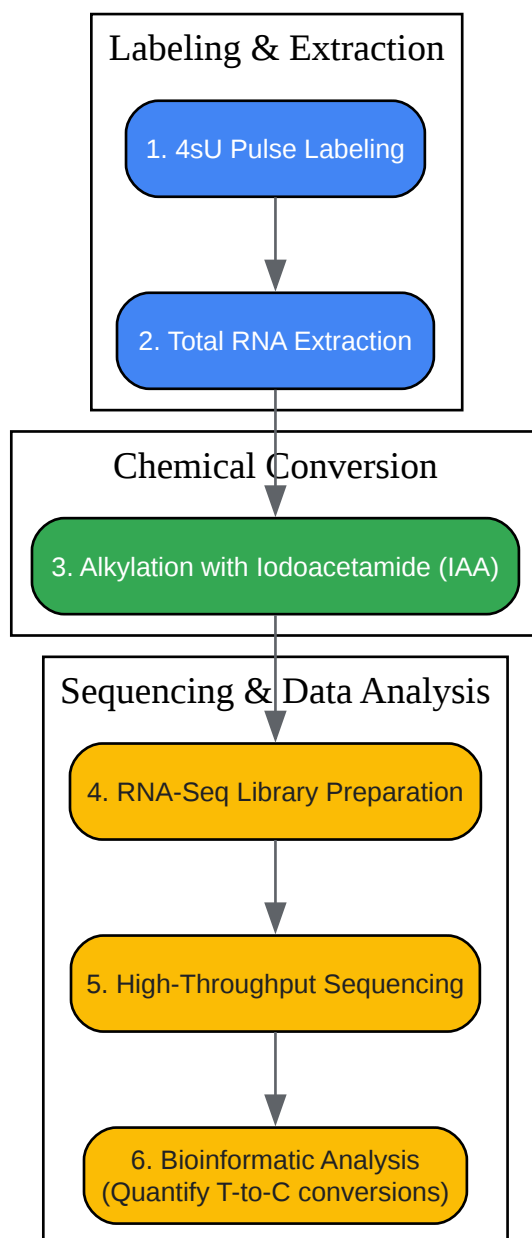 Labeling & Extraction
1. 4sU Pulse Labeling
2. Total RNA Extraction
Chemical Conversion
3. Alkylation with Iodoacetamide (IAA)
Sequencing & Data Analysis
4. RNA-Seq Library Preparation
5. High-Throughput Sequencing
6. Bioinformatic Analysis
(Quantify T-to-C conversions)